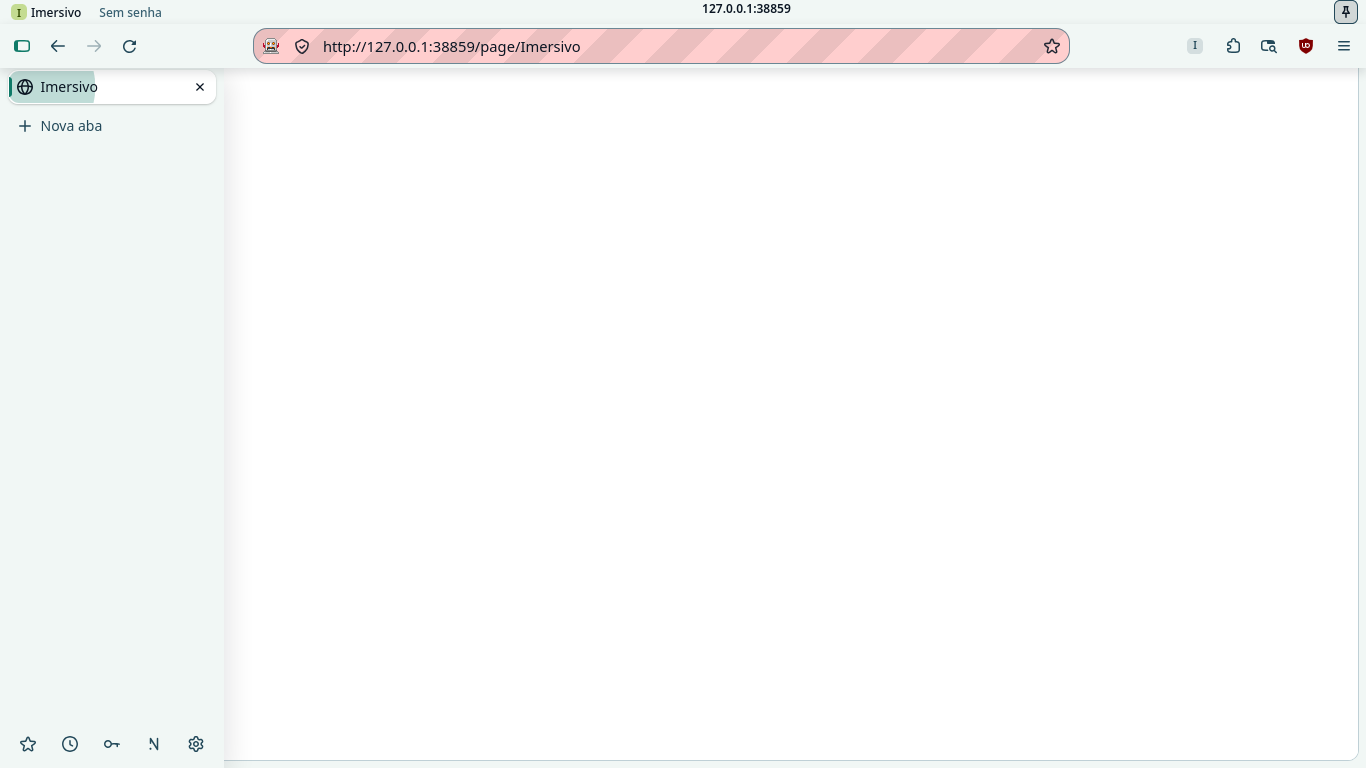 I Imersivo Sem senha 127.0.0.1:38859
http://127.0.0.1:38859/page/Imersivo I
Imersivo
Nova aba
N